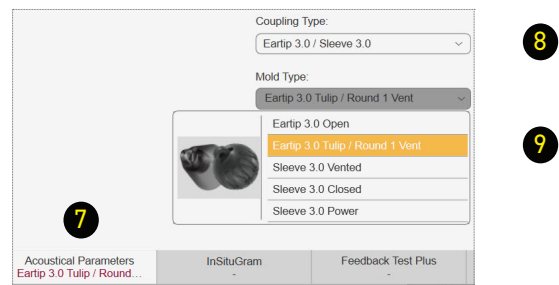 Coupling Type:
Eartip 3.0 / Sleeve 3.0
8
Mold Type:
Eartip 3.0 Tulip / Round 1 Vent
9
Eartip 3.0 Open
Eartip 3.0 Tulip / Round 1 Vent
Sleeve 3.0 Vented
Sleeve 3.0 Closed
Sleeve 3.0 Power
7
Acoustical Parameters
Eartip 3.0 Tulip / Round...
InSituGram
-
Feedback Test Plus
-